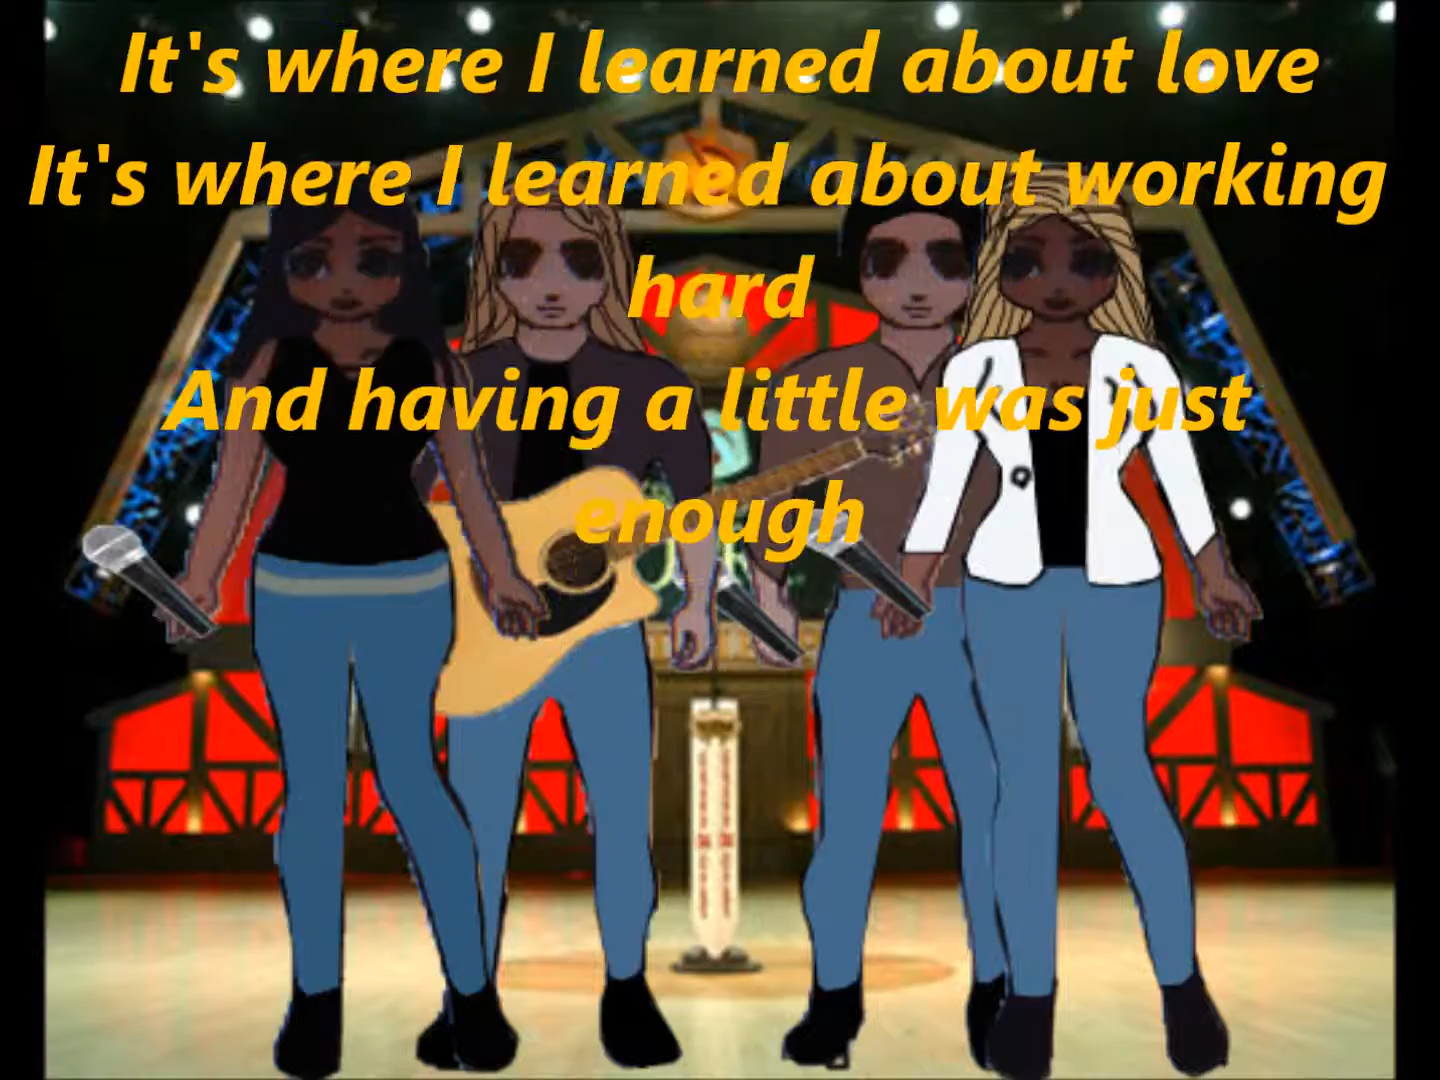 It's where I learned about love
It's where I learned about working
hard
And having a little was just
enough